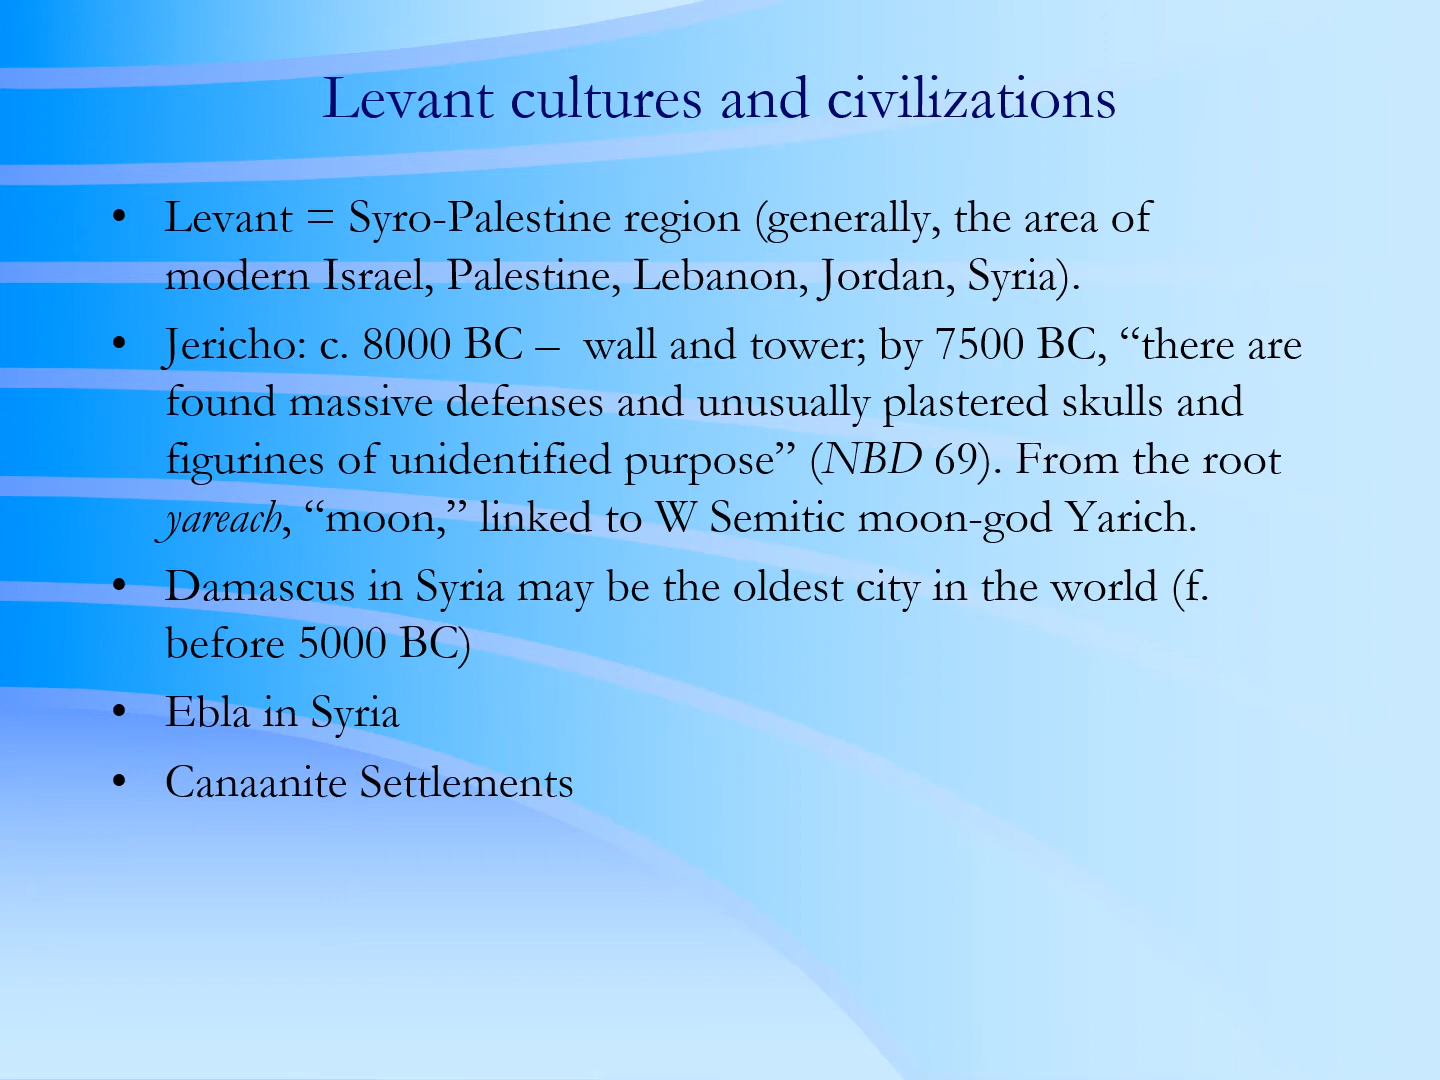 Levant cultures and civilizations
• Levant = Syro-Palestine region (generally, the area of
modern Israel, Palestine, Lebanon, Jordan, Syria).
• Jericho: c. 8000 BC –  wall and tower; by 7500 BC, “there are
found massive defenses and unusually plastered skulls and
figurines of unidentified purpose” (NBD 69). From the root
yareach, “moon,” linked to W Semitic moon-god Yarich.
• Damascus in Syria may be the oldest city in the world (f.
before 5000 BC)
• Ebla in Syria
• Canaanite Settlements